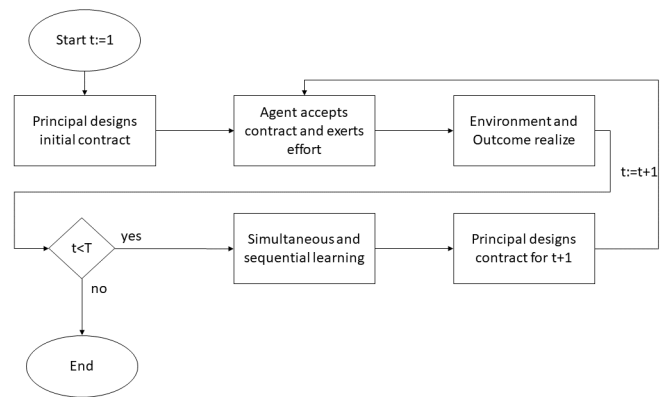 Start t:=1
Principal designs
initial contract
Agent accepts
contract and exerts
effort
Environment and
Outcome realize
t:=t+1
t<T
yes
no
Simultaneous and
sequential learning
Principal designs
contract for t+1
End